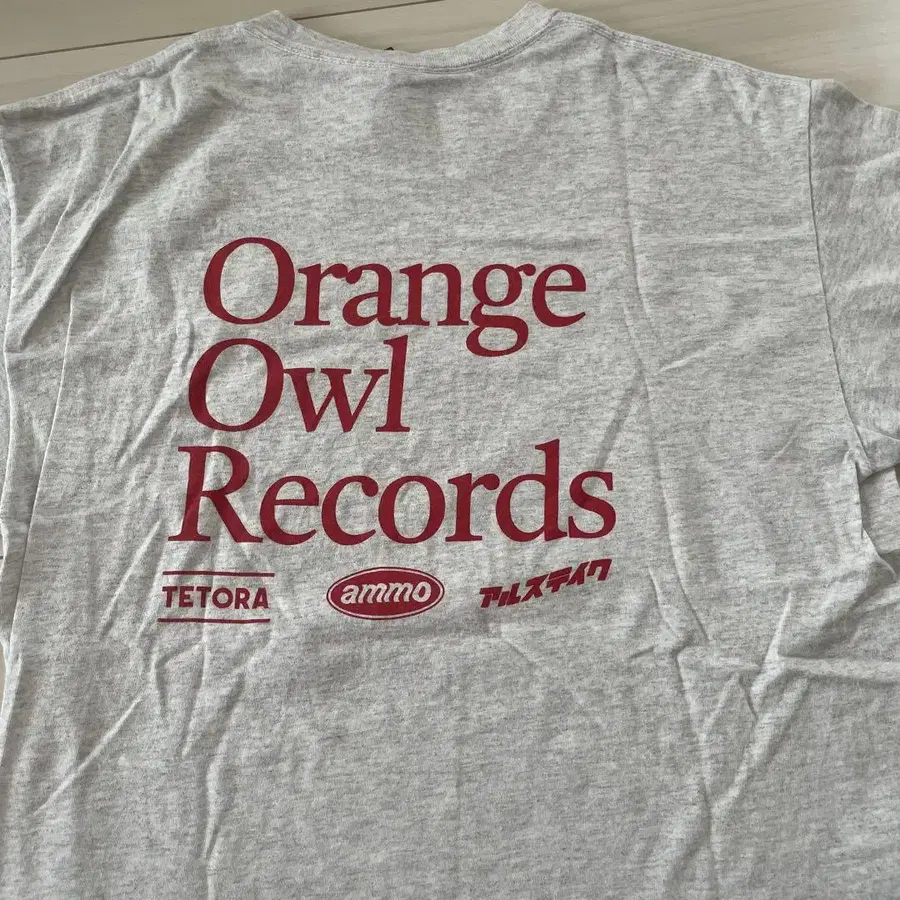 Orange
Owl
Records
TETORA ammo アルステイク